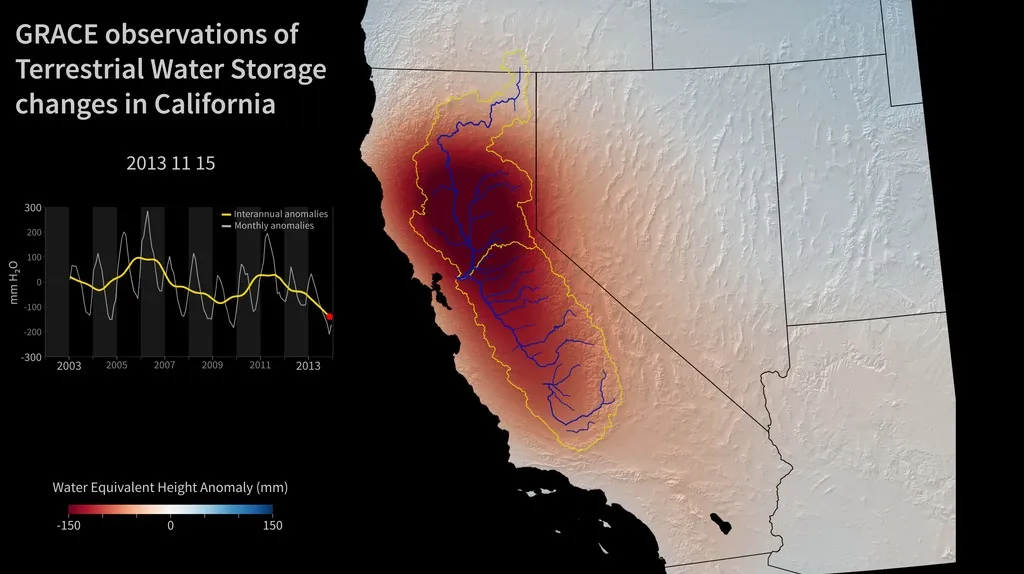 GRACE observations of
Terrestrial Water Storage
changes in California
2013 11 15
Interannual anomalies
Monthly anomalies
mm H₂O
300
200
100
0
-100
-200
-300
2003
2005
2007
2009
2011
2013
Water Equivalent Height Anomaly (mm)
-150
0
150